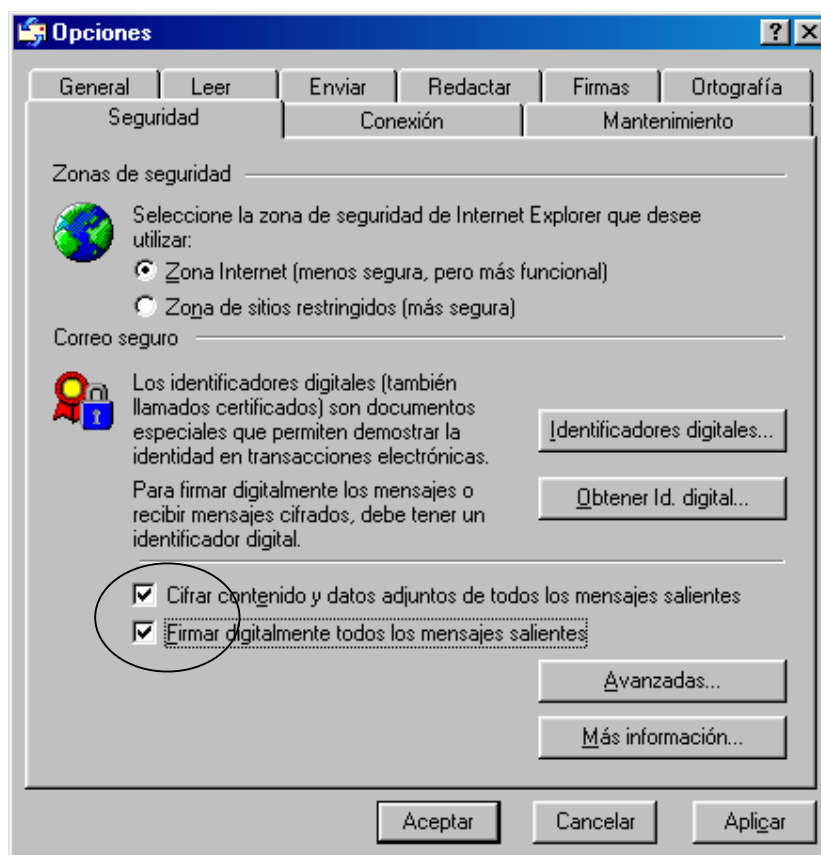 Opciones
General Leer Enviar Redactar Firmas Ortografía
Seguridad Conexión Mantenimiento
Zonas de seguridad
Seleccione la zona de seguridad de Internet Explorer que desee
utilizar:
Zona Internet (menos segura, pero más funcional)
Zona de sitios restringidos (más segura)
Correo seguro
Los identificadores digitales (también
llamados certificados) son documentos
especiales que permiten demostrar la
identidad en transacciones electrónicas.
Identificadores digitales...
Para firmar digitalmente los mensajes o
recibir mensajes cifrados, debe tener un
identificador digital.
Obtener Id. digital...
Cifrar contenido y datos adjuntos de todos los mensajes salientes
Firmar digitalmente todos los mensajes salientes
Avanzadas...
Más información...
Aceptar Cancelar Aplicar